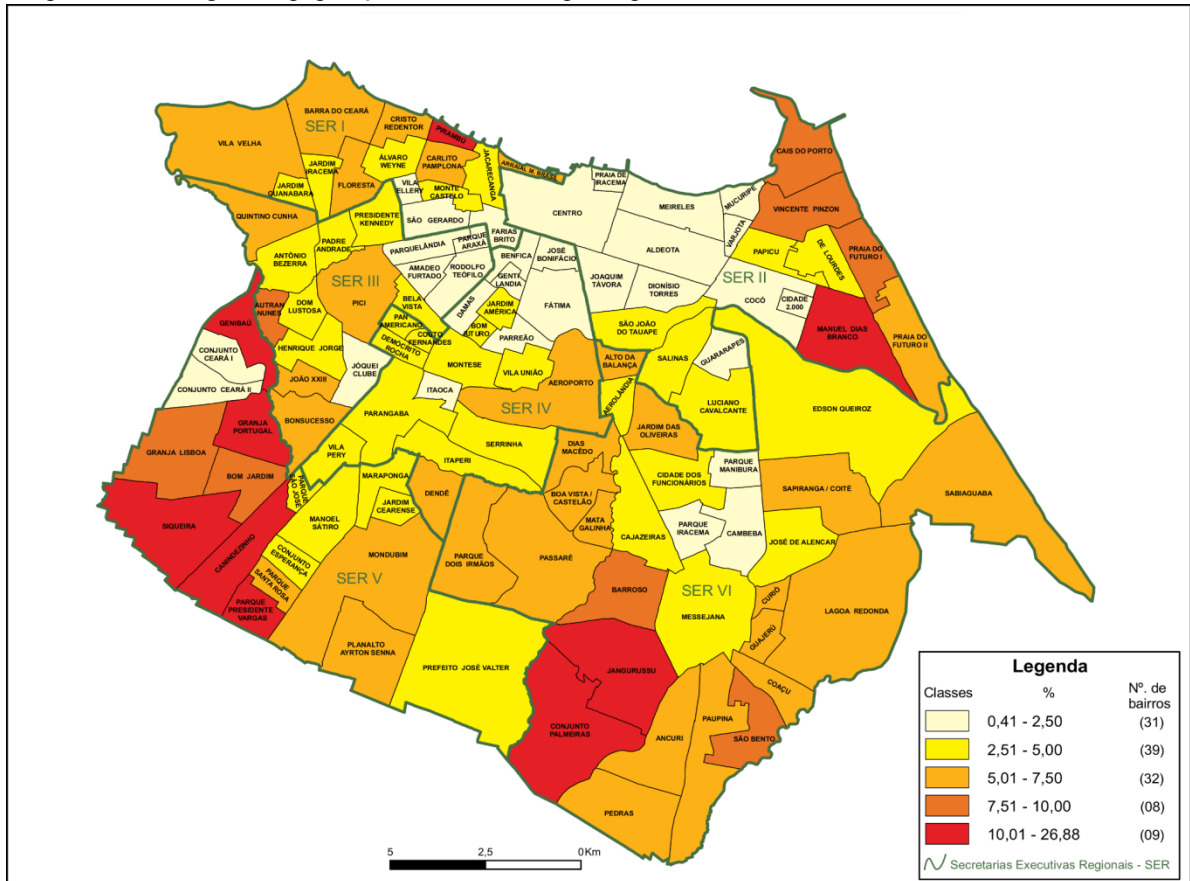 BARRA DO CEARÁ
SER I
VILA VELHA
CRISTO
REDENTOR
PIRAMBÚ
JARDIM
IRACEMA
JARDIM
GUANABARA
FLORESTA
ÁLVARO
WEYNE
CARLITO
PAMPLONA
JACARECANGA
VILA
ELLERY
MONTE
CASTELO
ARRAIAL M. BRASIL
QUINTINO CUNHA
PRESIDENTE
KENNEDY
SÃO GERARDO
FARIAS
BRITO
CENTRO
PRAIA DE
IRACEMA
MEIRELES
MUCURIPE
VARJOTA
CAIS DO PORTO
VINCENTE PINZON
PRAIA DO
FUTURO I
ALDEOTA
PAPICU
DE LOURDES
SER II
ANTÔNIO
BEZERRA
PADRE
ANDRADE
PARQUELÂNDIA
PARQUE
ARAXÁ
AMADEO
FURTADO
RODOLFO
TEÓFILO
BENFICA
JOSÉ
BONIFÁCIO
GENTI
LANDIA
JOAQUIM
TÁVORA
DIONÍSIO
TORRES
COCÓ
CIDADE
2.000
SER III
PICI
BELA
VISTA
DAMAS
JARDIM
AMÉRICA
FÁTIMA
MANUEL DIAS
BRANCO
PRAIA DO
FUTURO II
GENIBAÚ
AUTRAN
NUNES
DOM
LUSTOSA
PAN
AMERICANO
COUTO
FERNANDES
BOM
FUTURO
PARREÃO
SÃO JOÃO
DO TAUAPE
CONJUNTO
CEARÁ I
HENRIQUE JORGE
DEMÓCRITO
ROCHA
JÓQUEI
CLUBE
MONTESE
VILA UNIÃO
ALTO DA
BALANÇA
SALINAS
GUARARAPES
CONJUNTO CEARÁ II
JOÃO XXIII
ITAOCA
AEROPORTO
AEROLÂNDIA
LUCIANO
CAVALCANTE
EDSON QUEIROZ
GRANJA
PORTUGAL
BONSUCESSO
PARANGABA
SER IV
JARDIM DAS
OLIVEIRAS
GRANJA LISBOA
VILA
PERY
SERRINHA
ITAPERI
DIAS
MACÊDO
CIDADE DOS
FUNCIONÁRIOS
PARQUE
MANIBURA
BOM JARDIM
PARQUE
SÃO JOSÉ
MARAPONGA
JARDIM
CEARENSE
DENDÊ
BOA VISTA /
CASTELÃO
MATA
GALINHA
SAPIRANGA / COITÉ
SABIAGUABA
SIQUEIRA
CANINDEZINHO
MANOEL
SÁTIRO
CONJUNTO
ESPERANÇA
MONDUBIM
PARQUE
DOIS IRMÃOS
PASSARÉ
CAJAZEIRAS
PARQUE
IRACEMA
CAMBEBA
JOSÉ DE ALENCAR
SER V
PARQUE
SANTA ROSA
BARROSO
SER VI
MESSEJANA
CURIÓ
GUAJERÚ
LAGOA REDONDA
PARQUE
PRESIDENTE
VARGAS
PLANALTO
AYRTON SENNA
PREFEITO JOSÉ VALTER
JANGURUSSU
COAÇU
CONJUNTO
PALMEIRAS
ANCURI
PAUPINA
SÃO BENTO
PEDRAS
5 2,5 0Km
Legenda
Classes % Nº. de
bairros
0,41 - 2,50 (31)
2,51 - 5,00 (39)
5,01 - 7,50 (32)
7,51 - 10,00 (08)
10,01 - 26,88 (09)
Secretarias Executivas Regionais - SER